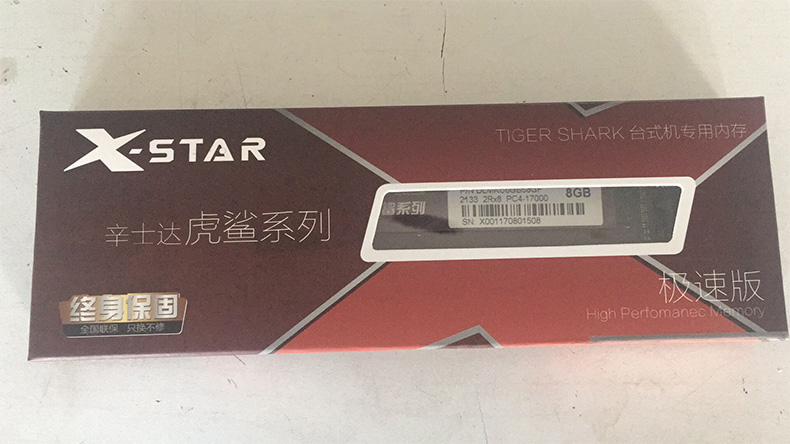 X-STAR
TIGER SHARK 台式机专用内存
辛士达虎鲨系列
8GB
系列
2133 2Rx8 PC4-17000
SN: X001170801508
极速版
High Perfomanec Memory
终身保固
全国联保 只换不修